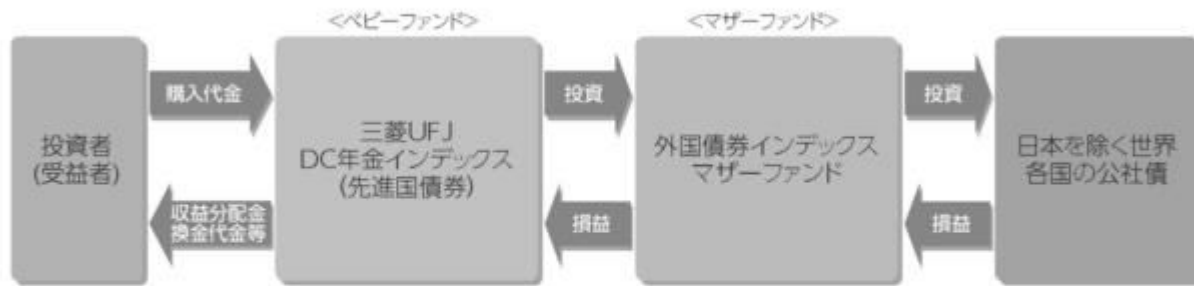 <ベビーファンド>
<マザーファンド>
投資者
(受益者)
購入代金
収益分配金
換金代金等
三菱UFJ
DC年金インデックス
(先進国債券)
投資
損益
外国債券インデックス
マザーファンド
投資
損益
日本を除く世界
各国の公社債